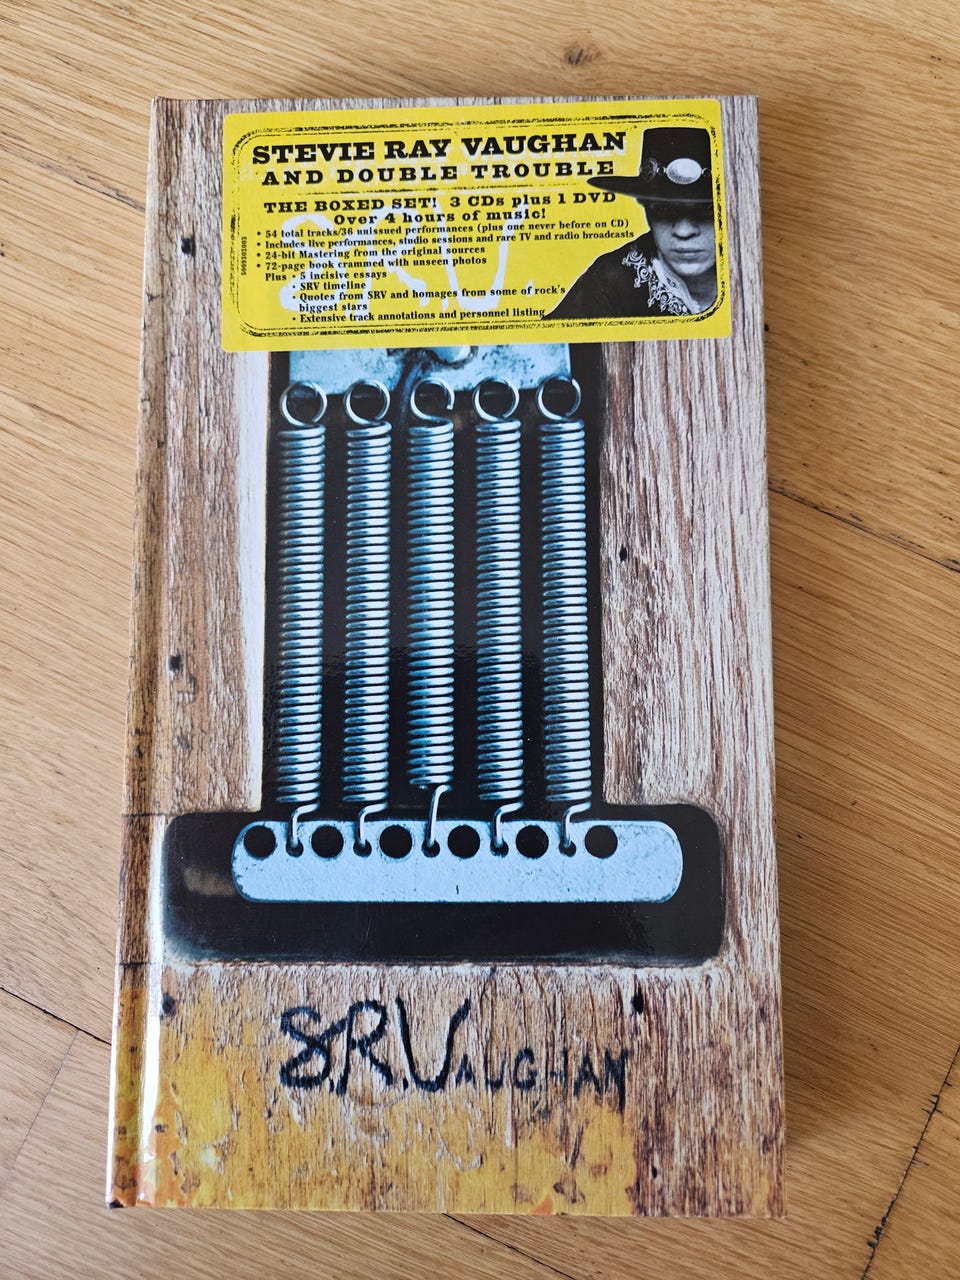 STEVIE RAY VAUGHAN
AND DOUBLE TROUBLE
THE BOXED SET! 3 CDs plus 1 DVD
Over 4 hours of music!
• 54 total tracks/36 unissued performances (plus one never before on CD)
• Includes live performances, studio sessions and rare TV and radio broadcasts
• 24-bit Mastering from the original sources
• 72-page book crammed with unseen photos
Plus • 5 incisive essays
• SRV timeline
• Quotes from SRV and homages from some of rock's
biggest stars
• Extensive track annotations and personnel listing
S.R.VAUGHAN